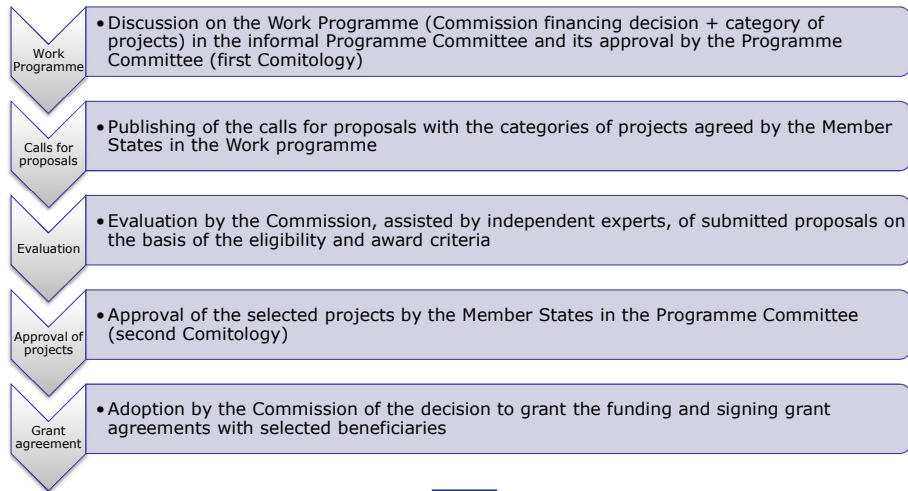 Work
Programme
• Discussion on the Work Programme (Commission financing decision + category of
projects) in the informal Programme Committee and its approval by the Programme
Committee (first Comitology)
Calls for
proposals
• Publishing of the calls for proposals with the categories of projects agreed by the Member
States in the Work programme
Evaluation
• Evaluation by the Commission, assisted by independent experts, of submitted proposals on
the basis of the eligibility and award criteria
Approval of
projects
• Approval of the selected projects by the Member States in the Programme Committee
(second Comitology)
Grant
agreement
• Adoption by the Commission of the decision to grant the funding and signing grant
agreements with selected beneficiaries